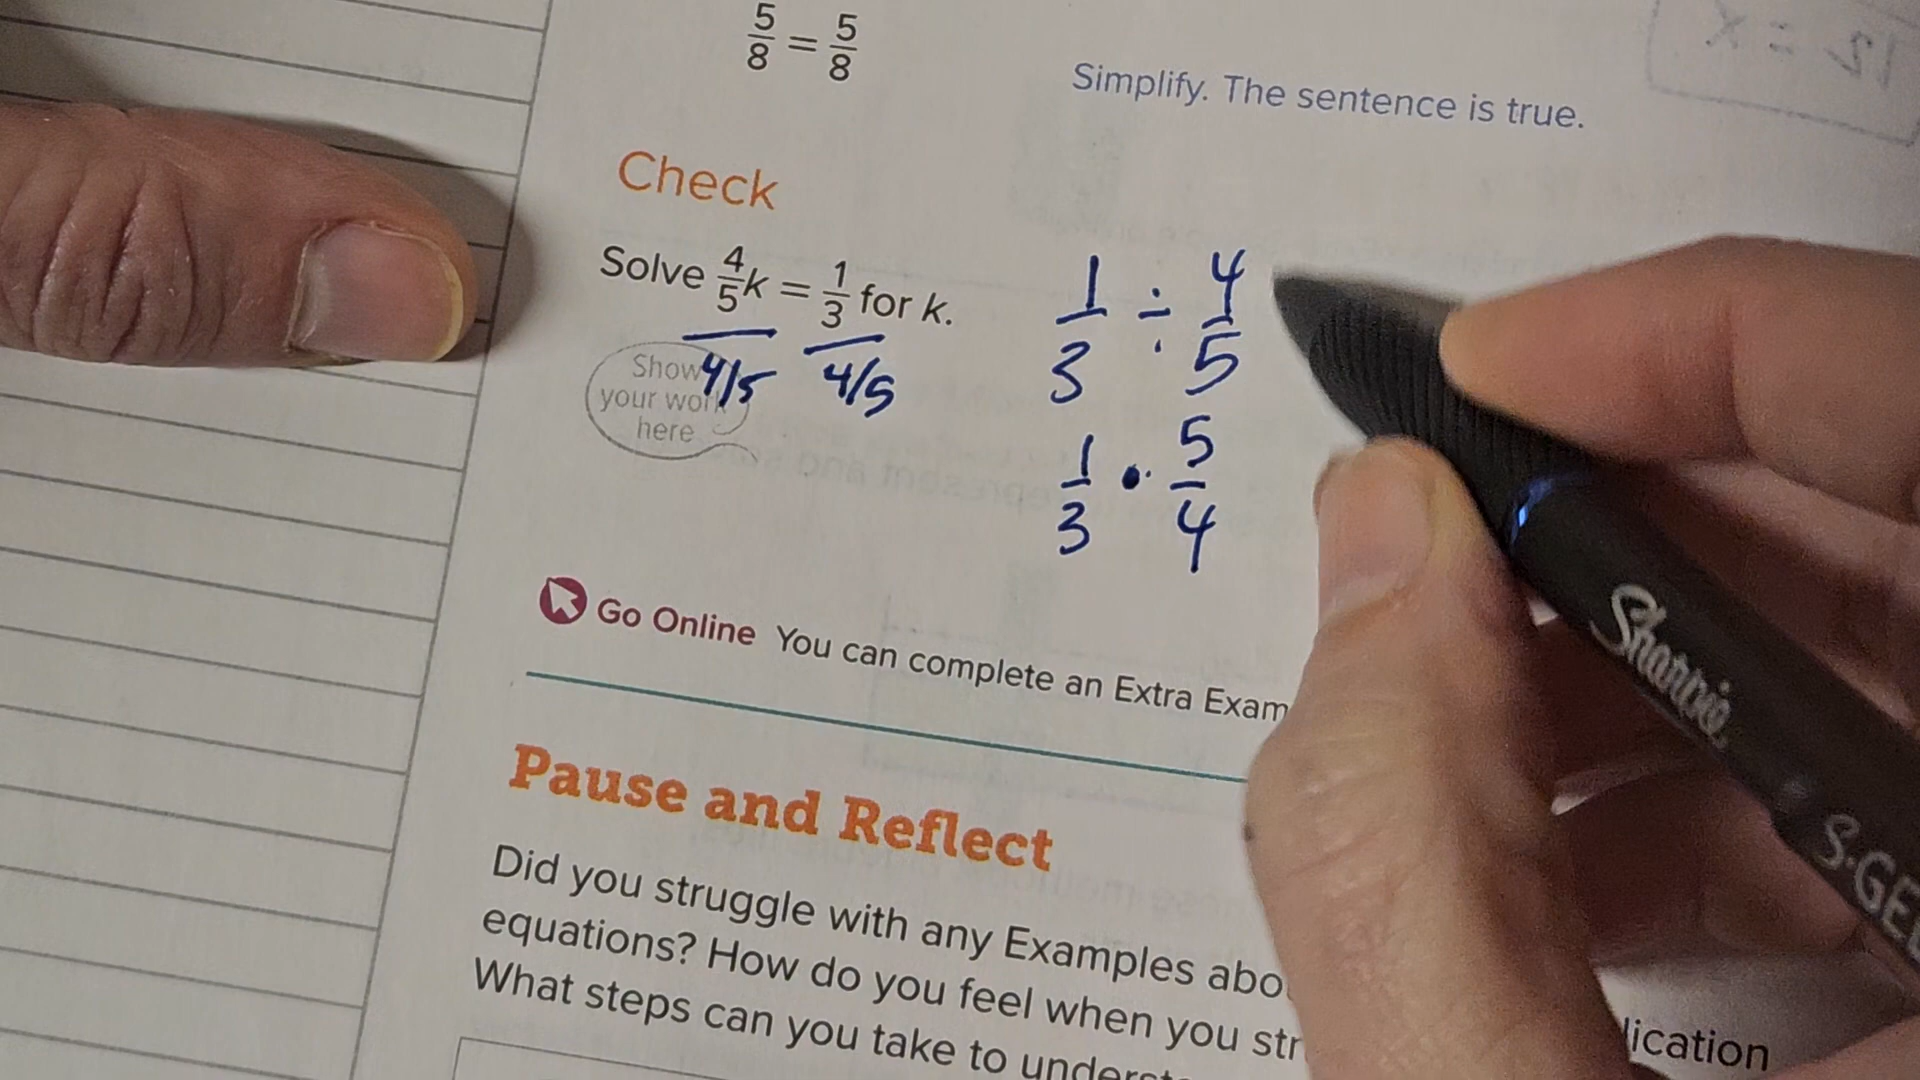 5/8 = 5/8
Simplify. The sentence is true.
12 = x
Check
Solve 4/5 k = 1/3 for k.
4/5 4/5
Show
your work
here
1/3 ÷ 4/5
1/3 · 5/4
Go Online You can complete an Extra Exam
Pause and Reflect
Did you struggle with any Examples abo
equations? How do you feel when you str
lication
What steps can you take to underst
Sharpie.
S·GEL